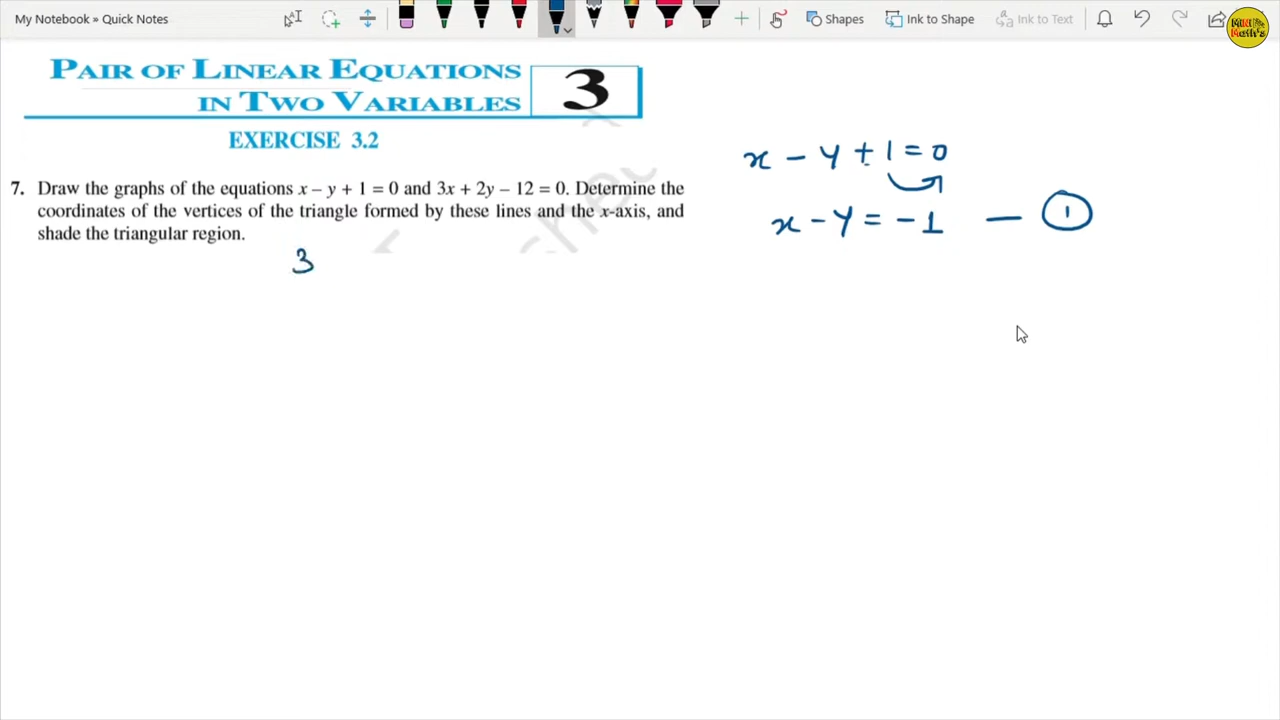 My Notebook » Quick Notes
Shapes
Ink to Shape
Ink to Text
MINI
Math's
PAIR OF LINEAR EQUATIONS
IN TWO VARIABLES
3
EXERCISE 3.2
7. Draw the graphs of the equations x – y + 1 = 0 and 3x + 2y – 12 = 0. Determine the
coordinates of the vertices of the triangle formed by these lines and the x-axis, and
shade the triangular region.
3
x - y + 1 = 0
x - y = -1 — 1